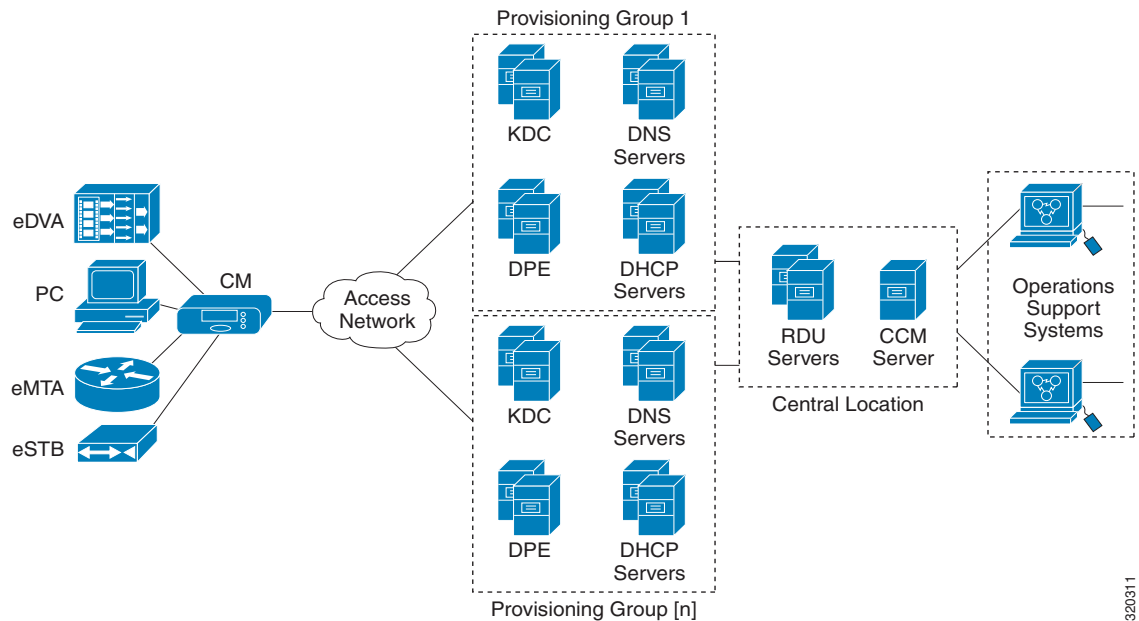 Provisioning Group 1
KDC
DNS
Servers
DPE
DHCP
Servers
eDVA
PC
eMTA
eSTB
CM
Access
Network
KDC
DNS
Servers
DPE
DHCP
Servers
Provisioning Group [n]
RDU
Servers
CCM
Server
Central Location
Operations
Support
Systems
320311